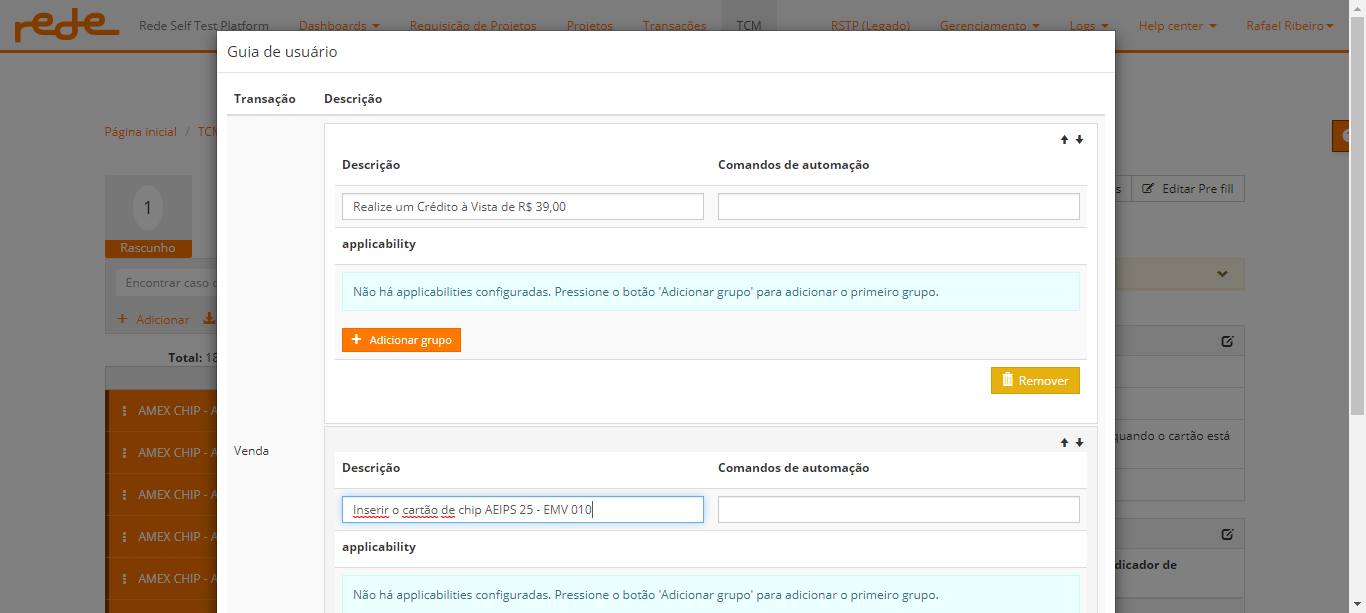 rede Rede Self Test Platform Dashboards Requisição de Projetos Projetos Transações TCM RSTP (Legado) Gerenciamento Logs Help center Rafael Ribeiro
Guia de usuário
Transação Descrição
Página inicial / TCM
Descrição Comandos de automação
Editar Pre fill
1
Realize um Crédito à Vista de R$ 39,00
Rascunho
applicability
Encontrar caso
Não há applicabilities configuradas. Pressione o botão 'Adicionar grupo' para adicionar o primeiro grupo.
+ Adicionar
+ Adicionar grupo
Total: 18
Remover
AMEX CHIP - A
quando o cartão está
Venda
AMEX CHIP - A
Descrição Comandos de automação
AMEX CHIP - A
Inserir o cartão de chip AEIPS 25 - EMV 010
AMEX CHIP - A
applicability
dicador de
AMEX CHIP - A
Não há applicabilities configuradas. Pressione o botão 'Adicionar grupo' para adicionar o primeiro grupo.